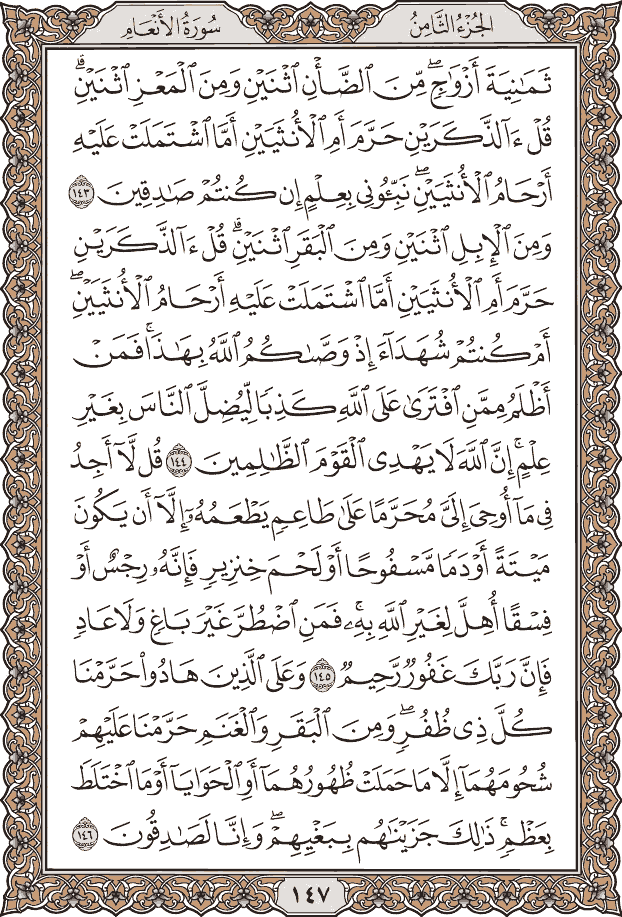 الجُزْءُ الثَّامِنُ
سُورَةُ الأَنْعَامِ
ثَمَٰنِيَةَ أَزْوَٰجٖۖ مِّنَ ٱلضَّأْنِ ٱثْنَيْنِ وَمِنَ ٱلْمَعْزِ ٱثْنَيْنِۗ
قُلْ ءَآلذَّكَرَيْنِ حَرَّمَ أَمِ ٱلْأُنثَيَيْنِ أَمَّا ٱشْتَمَلَتْ عَلَيْهِ
أَرْحَامُ ٱلْأُنثَيَيْنِۖ نَبِّـُٔونِي بِعِلْمٍ إِن كُنتُمْ صَٰدِقِينَ ١٤٣
وَمِنَ ٱلْإِبِلِ ٱثْنَيْنِ وَمِنَ ٱلْبَقَرِ ٱثْنَيْنِۗ قُلْ ءَآلذَّكَرَيْنِ
حَرَّمَ أَمِ ٱلْأُنثَيَيْنِ أَمَّا ٱشْتَمَلَتْ عَلَيْهِ أَرْحَامُ ٱلْأُنثَيَيْنِۖ
أَمْ كُنتُمْ شُهَدَآءَ إِذْ وَصَّىٰكُمُ ٱللَّهُ بِهَٰذَاۚ فَمَنْ
أَظْلَمُ مِمَّنِ ٱفْتَرَىٰ عَلَى ٱللَّهِ كَذِبًا لِّيُضِلَّ ٱلنَّاسَ بِغَيْرِ
عِلْمٍۚ إِنَّ ٱللَّهَ لَا يَهْدِي ٱلْقَوْمَ ٱلظَّٰلِمِينَ ١٤٤ قُل لَّآ أَجِدُ
فِي مَآ أُوحِيَ إِلَيَّ مُحَرَّمًا عَلَىٰ طَاعِمٍ يَطْعَمُهُۥٓ إِلَّآ أَن يَكُونَ
مَيْتَةً أَوْ دَمًا مَّسْفُوحًا أَوْ لَحْمَ خِنزِيرٍ فَإِنَّهُۥ رِجْسٌ أَوْ
فِسْقًا أُهِلَّ لِغَيْرِ ٱللَّهِ بِهِۦۚ فَمَنِ ٱضْطُرَّ غَيْرَ بَاغٍ وَلَا عَادٍ
فَإِنَّ رَبَّكَ غَفُورٌ رَّحِيمٌ ١٤٥ وَعَلَى ٱلَّذِينَ هَادُوا۟ حَرَّمْنَا
كُلَّ ذِي ظُفُرٍۖ وَمِنَ ٱلْبَقَرِ وَٱلْغَنَمِ حَرَّمْنَا عَلَيْهِمْ
شُحُومَهُمَآ إِلَّا مَا حَمَلَتْ ظُهُورُهُمَآ أَوِ ٱلْحَوَايَآ أَوْ مَا ٱخْتَلَطَ
بِعَظْمٍۚ ذَٰلِكَ جَزَيْنَٰهُم بِبَغْيِهِمْۖ وَإِنَّا لَصَٰدِقُونَ ١٤٦
١٤٧